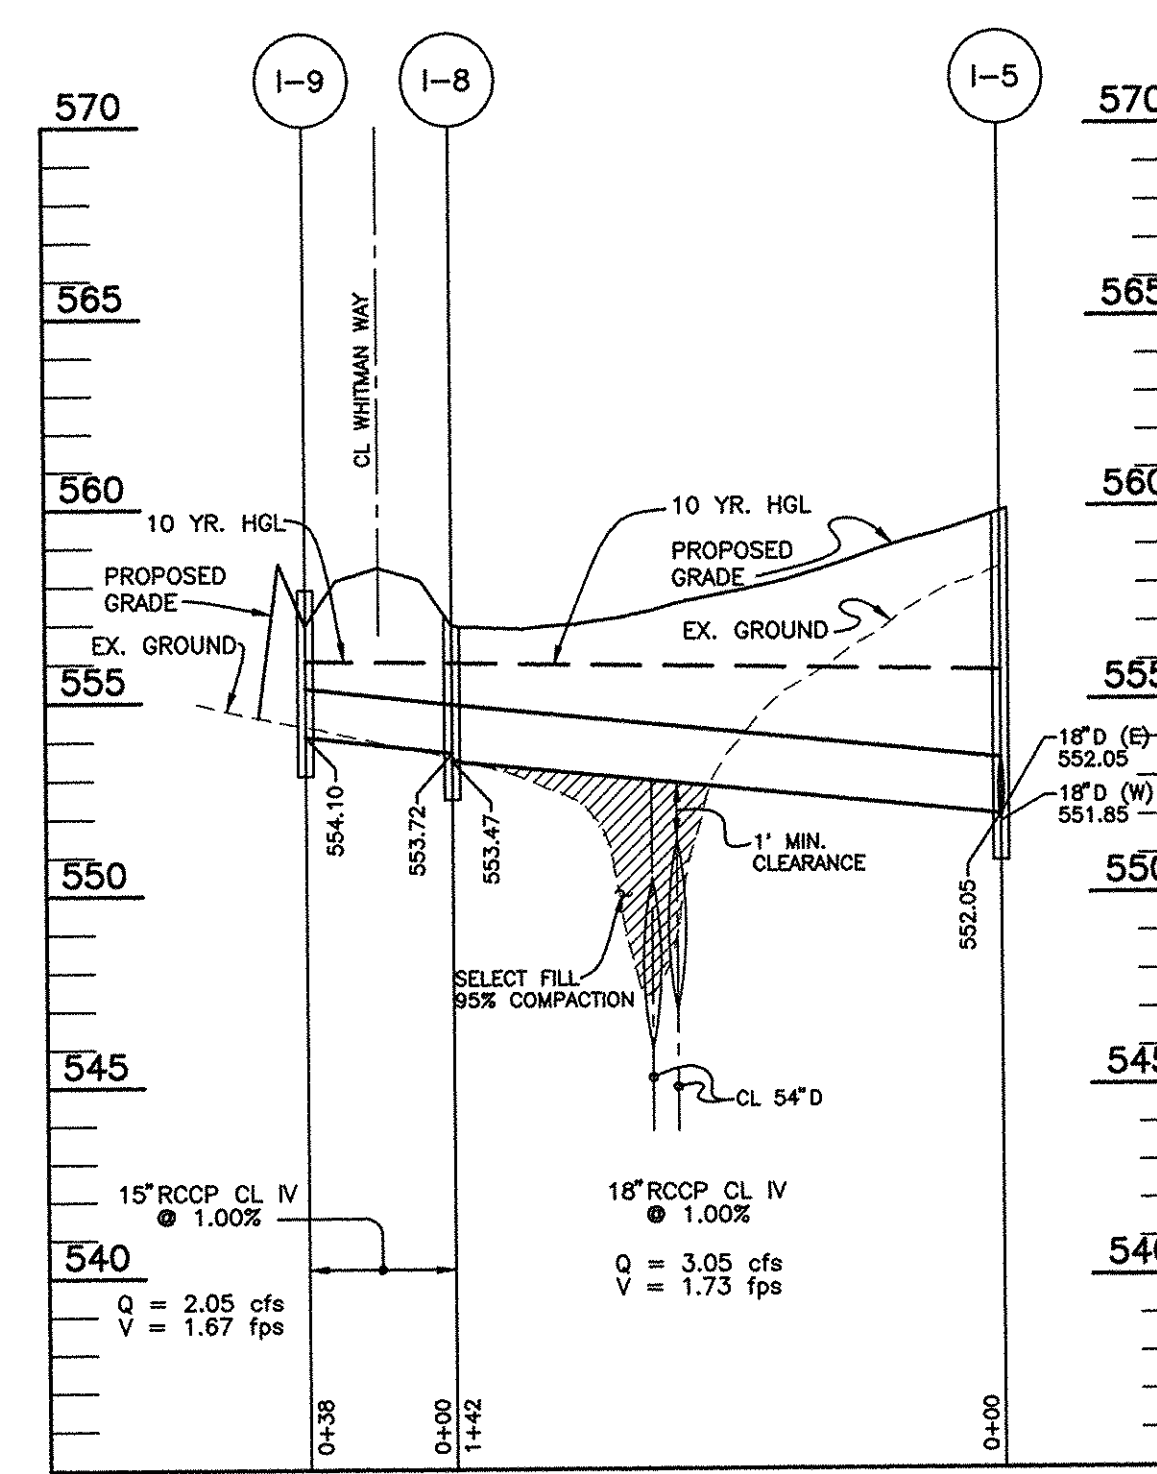 I-9
I-8
I-5
570
570
565
565
CL WHITMAN WAY
560
560
10 YR. HGL
10 YR. HGL
PROPOSED
GRADE
PROPOSED
GRADE
EX. GROUND
EX. GROUND
555
555
18"D (E)
552.05
18"D (W)
551.85
554.10
553.72
553.47
1' MIN.
CLEARANCE
550
550
552.05
SELECT FILL
95% COMPACTION
545
545
CL 54"D
15"RCCP CL IV
@ 1.00%
18"RCCP CL IV
@ 1.00%
540
540
Q = 3.05 cfs
V = 1.73 fps
Q = 2.05 cfs
V = 1.67 fps
0+38
0+00
1+42
0+00